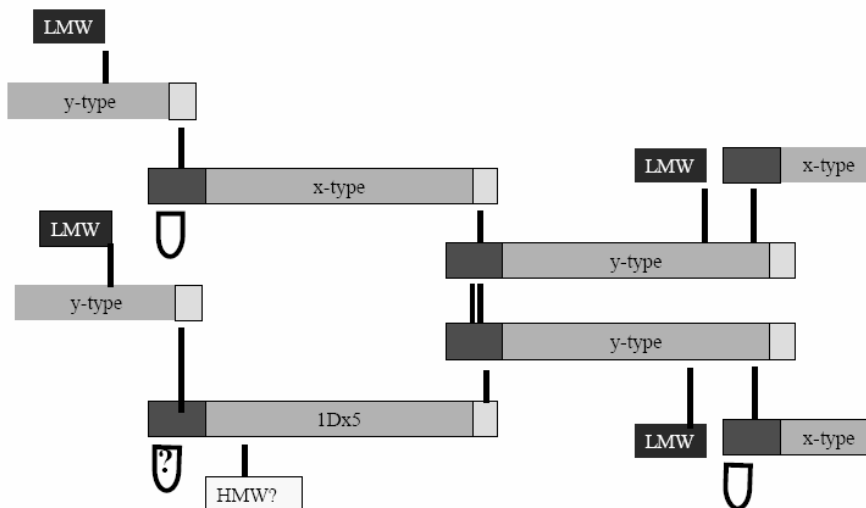 LMW
y-type
x-type
LMW
y-type
1Dx5
?
HMW?
LMW
x-type
y-type
y-type
LMW
x-type